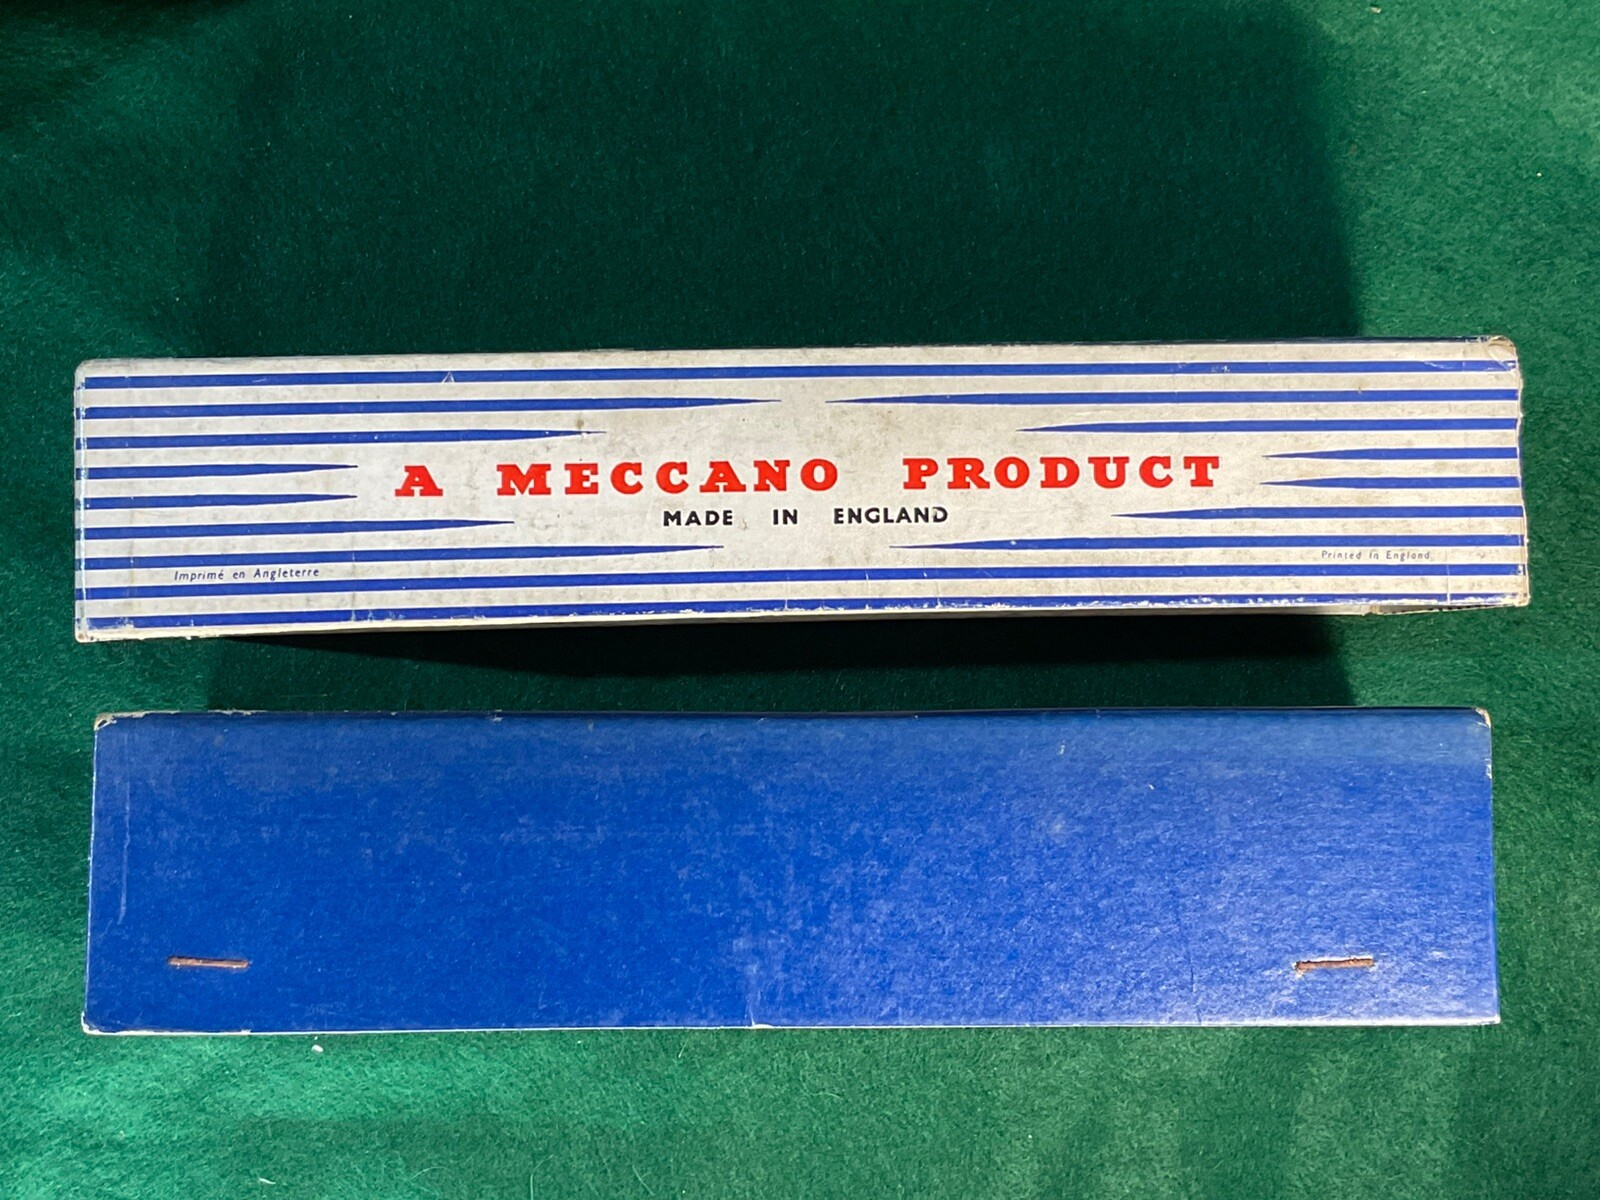 A MECCANO PRODUCT
MADE IN ENGLAND
Imprimé en Angleterre
Printed in England